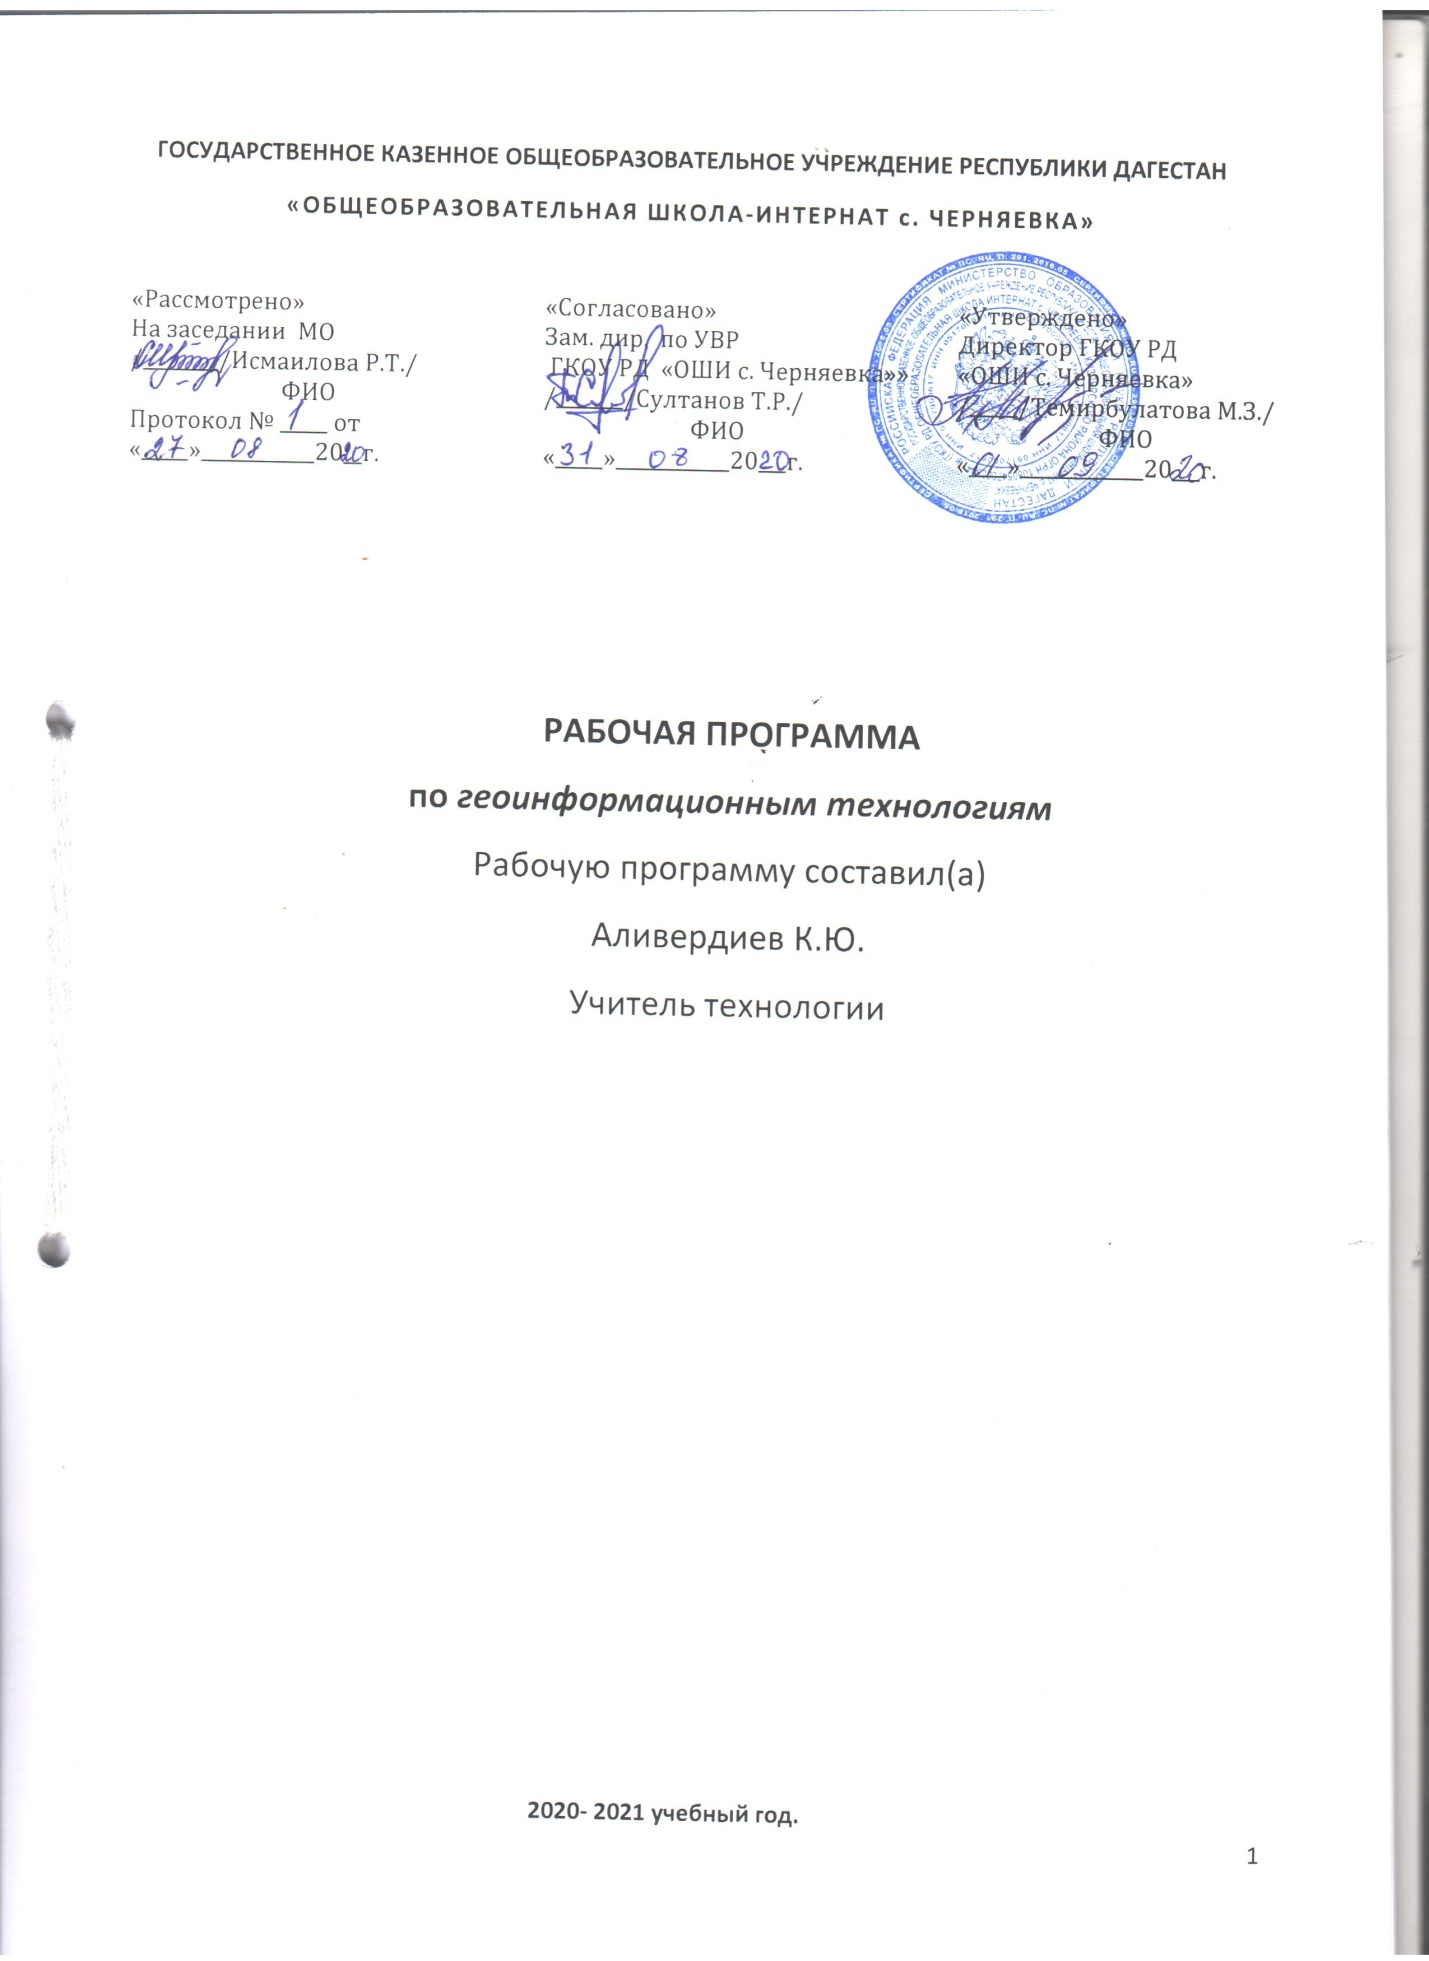 ГОСУДАРСТВЕННОЕ КАЗЕННОЕ ОБЩЕОБРАЗОВАТЕЛЬНОЕ УЧРЕЖДЕНИЕ РЕСПУБЛИКИ ДАГЕСТАН
«ОБЩЕОБРАЗОВАТЕЛЬНАЯ ШКОЛА-ИНТЕРНАТ с. ЧЕРНЯЕВКА»
«Рассмотрено»
На заседании МО
/Исмаилова Р.Т./
ФИО
Протокол № 1 от
«27» 08 2020г.
«Согласовано»
Зам. дир. по УВР
ГКОУ РД «ОШИ с. Черняевка»»
/ /Султанов Т.Р./
ФИО
«31» 08 2020г.
«Утверждено»
Директор ГКОУ РД
«ОШИ с. Черняевка»
/Темирбулатова М.З./
ФИО
«01» 09 2020г.
РАБОЧАЯ ПРОГРАММА
по геоинформационным технологиям
Рабочую программу составил(а)
Аливердиев К.Ю.
Учитель технологии
2020- 2021 учебный год.
1